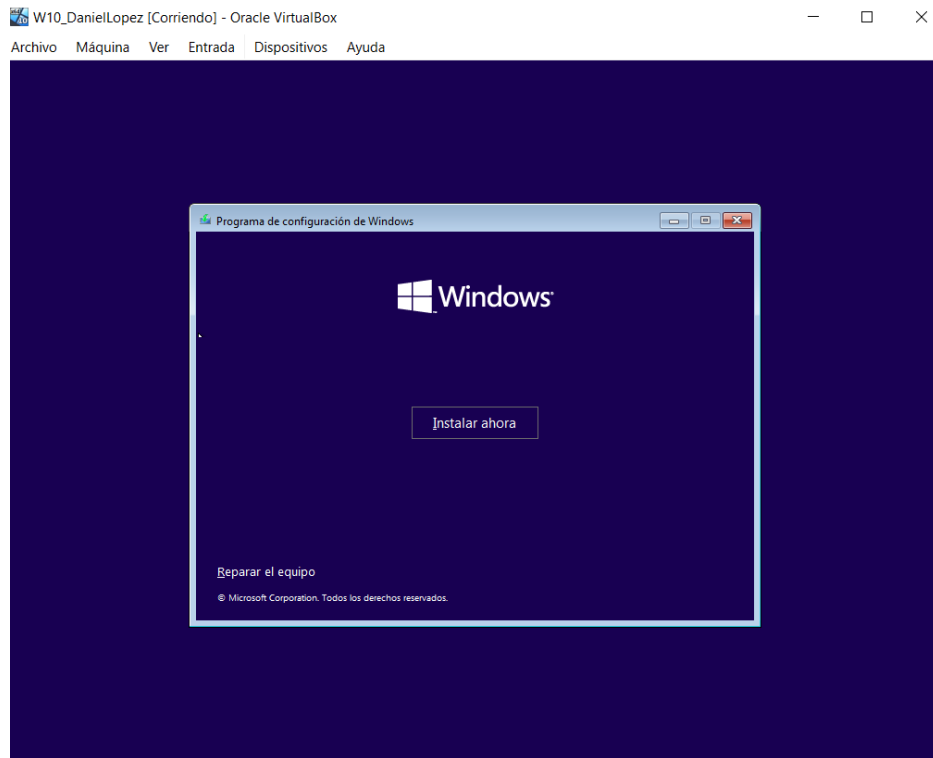 W10_DanielLopez [Corriendo] - Oracle VirtualBox
Archivo Máquina Ver Entrada Dispositivos Ayuda
Programa de configuración de Windows
Windows
Instalar ahora
Reparar el equipo
© Microsoft Corporation. Todos los derechos reservados.